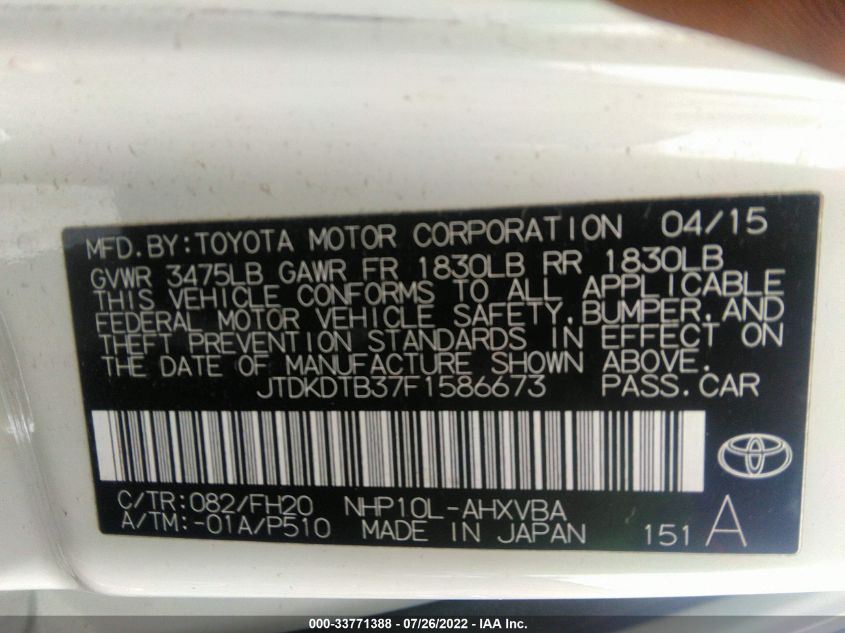 MFD. BY: TOYOTA MOTOR CORPORATION 04/15
GVWR 3475LB GAWR FR 1830LB RR 1830LB
THIS VEHICLE CONFORMS TO ALL APPLICABLE
FEDERAL MOTOR VEHICLE SAFETY, BUMPER, AND
THEFT PREVENTION STANDARDS IN EFFECT ON
THE DATE OF MANUFACTURE SHOWN ABOVE.
JTDKDTB37F1586673 PASS. CAR
C/TR: 082/FH20 NHP10L-AHXVBA
A/TM: -01A/P510 MADE IN JAPAN 151 A
000-33771388 - 07/26/2022 - IAA Inc.